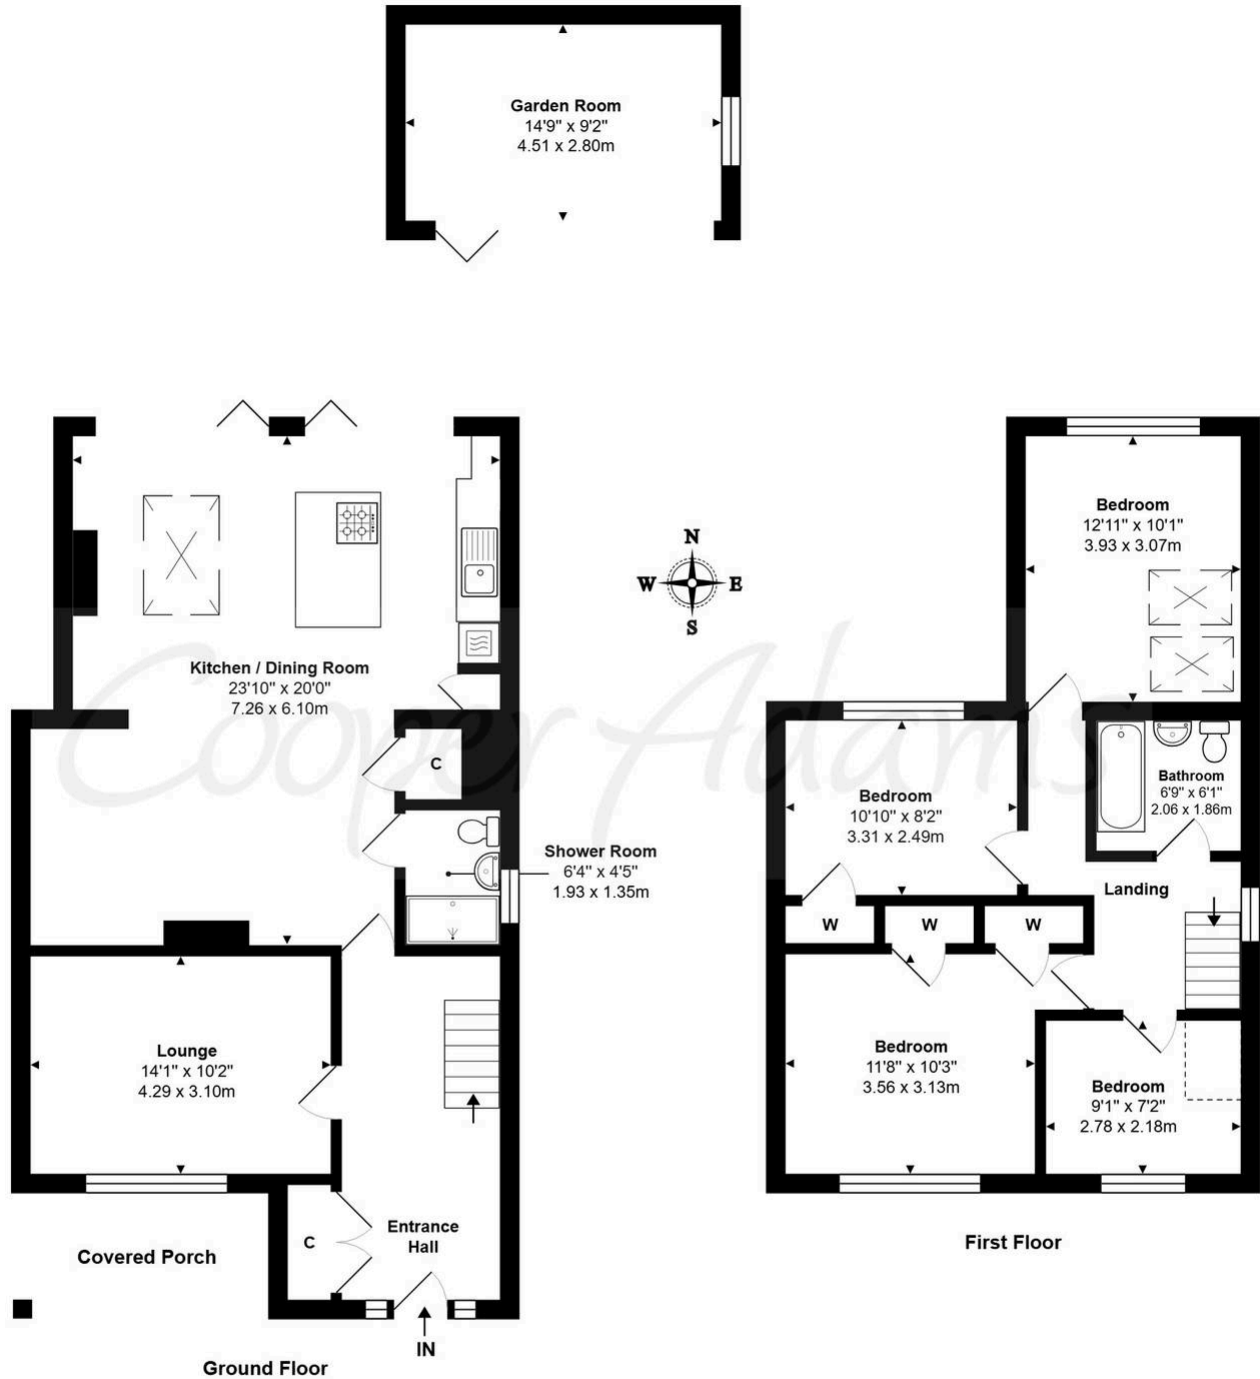 Garden Room
14'9" x 9'2"
4.51 x 2.80m
Kitchen / Dining Room
23'10" x 20'0"
7.26 x 6.10m
C
Shower Room
6'4" x 4'5"
1.93 x 1.35m
Lounge
14'1" x 10'2"
4.29 x 3.10m
C
Entrance
Hall
Covered Porch
IN
Ground Floor
N
W
E
S
Bedroom
12'11" x 10'1"
3.93 x 3.07m
Bedroom
10'10" x 8'2"
3.31 x 2.49m
Bathroom
6'9" x 6'1"
2.06 x 1.86m
Landing
W
W
W
Bedroom
11'8" x 10'3"
3.56 x 3.13m
Bedroom
9'1" x 7'2"
2.78 x 2.18m
First Floor
Cooper Adams